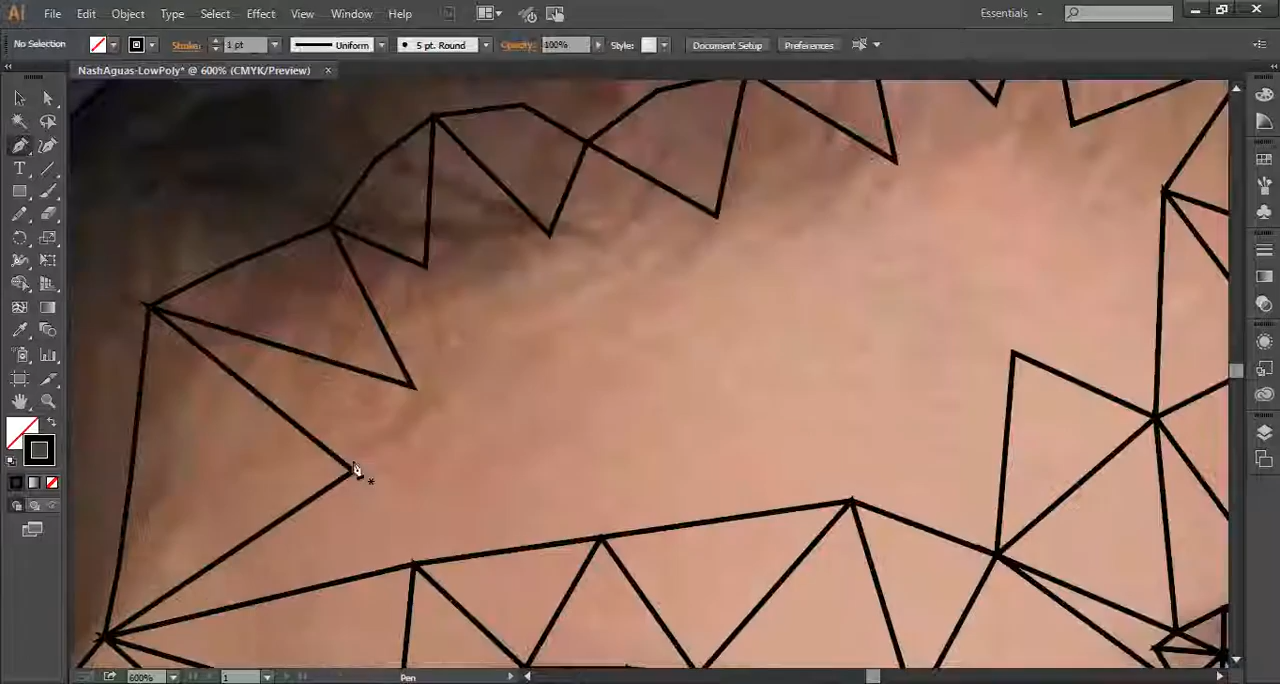 Ai File Edit Object Type Select Effect View Window Help Essentials
No Selection Stroke: 1 pt Uniform 5 pt. Round Opacity: 100% Style: Document Setup Preferences
NashAguas-LowPoly* @ 600% (CMYK/Preview) ×
600% 1 Pen